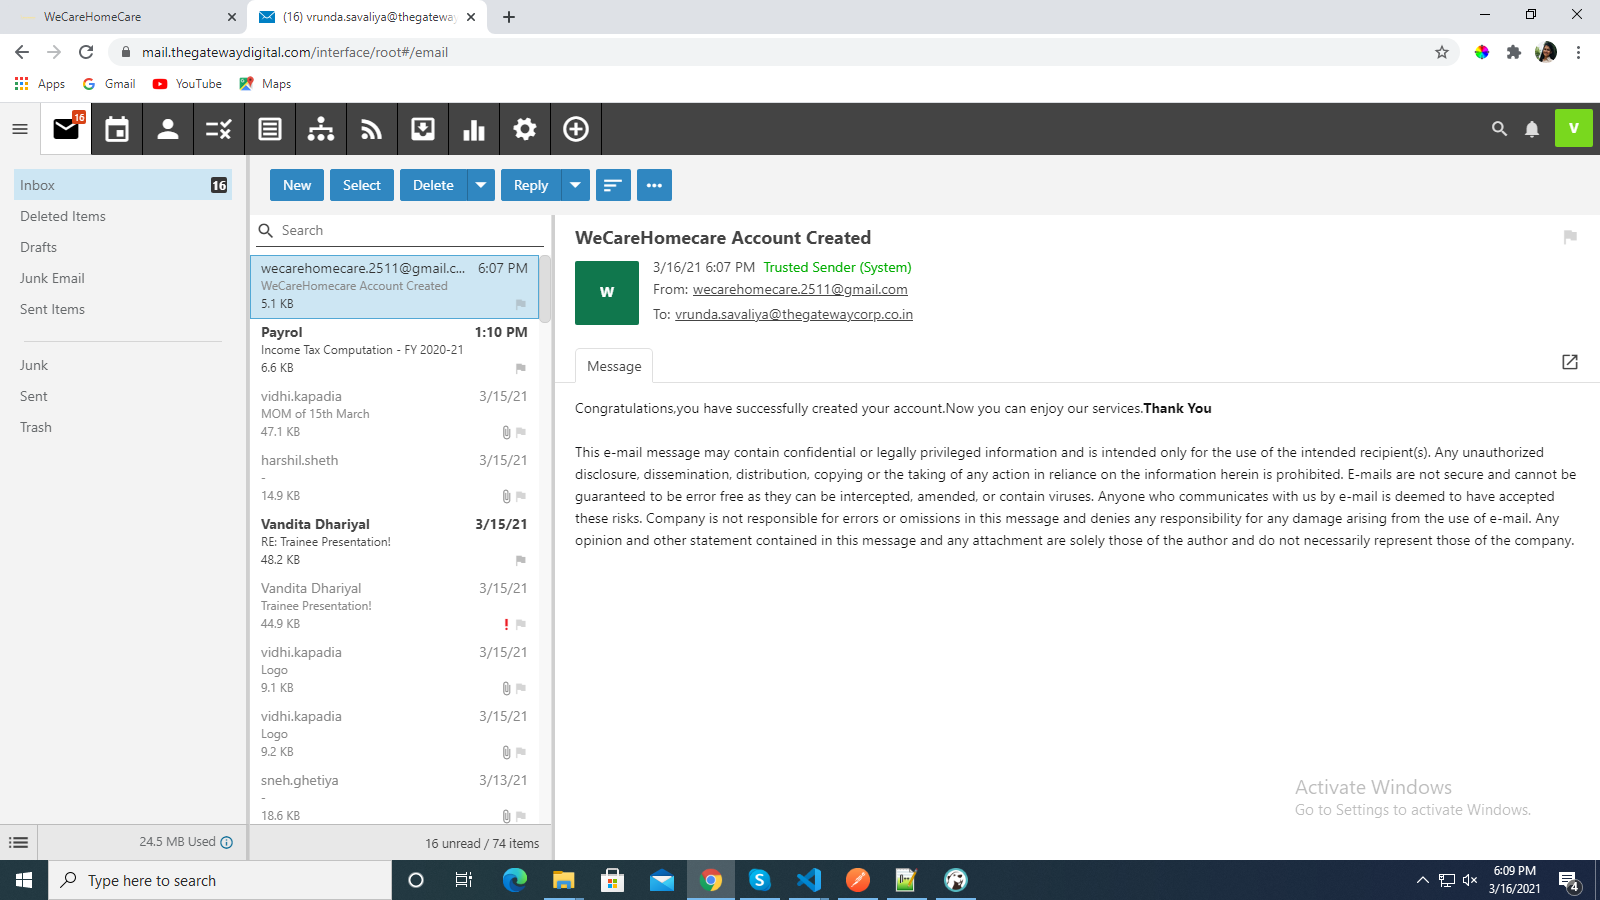 WeCareHomeCare
(16) vrunda.savaliya@thegateway
mail.thegatewaydigital.com/interface/root#/email
Apps
Gmail
YouTube
Maps
16
V
Inbox
16
Deleted Items
Drafts
Junk Email
Sent Items
Junk
Sent
Trash
24.5 MB Used
New
Select
Delete
Reply
Search
wecarehomecare.2511@gmail.c... 6:07 PM
WeCareHomecare Account Created
5.1 KB
Payrol 1:10 PM
Income Tax Computation - FY 2020-21
6.6 KB
vidhi.kapadia 3/15/21
MOM of 15th March
47.1 KB
harshil.sheth 3/15/21
-
14.9 KB
Vandita Dhariyal 3/15/21
RE: Trainee Presentation!
48.2 KB
Vandita Dhariyal 3/15/21
Trainee Presentation!
44.9 KB
vidhi.kapadia 3/15/21
Logo
9.1 KB
vidhi.kapadia 3/15/21
Logo
9.2 KB
sneh.ghetiya 3/13/21
-
18.6 KB
16 unread / 74 items
WeCareHomecare Account Created
w
3/16/21 6:07 PM Trusted Sender (System)
From: wecarehomecare.2511@gmail.com
To: vrunda.savaliya@thegatewaycorp.co.in
Message
Congratulations,you have successfully created your account.Now you can enjoy our services.Thank You
This e-mail message may contain confidential or legally privileged information and is intended only for the use of the intended recipient(s). Any unauthorized
disclosure, dissemination, distribution, copying or the taking of any action in reliance on the information herein is prohibited. E-mails are not secure and cannot be
guaranteed to be error free as they can be intercepted, amended, or contain viruses. Anyone who communicates with us by e-mail is deemed to have accepted
these risks. Company is not responsible for errors or omissions in this message and denies any responsibility for any damage arising from the use of e-mail. Any
opinion and other statement contained in this message and any attachment are solely those of the author and do not necessarily represent those of the company.
Activate Windows
Go to Settings to activate Windows.
Type here to search
6:09 PM
3/16/2021
4